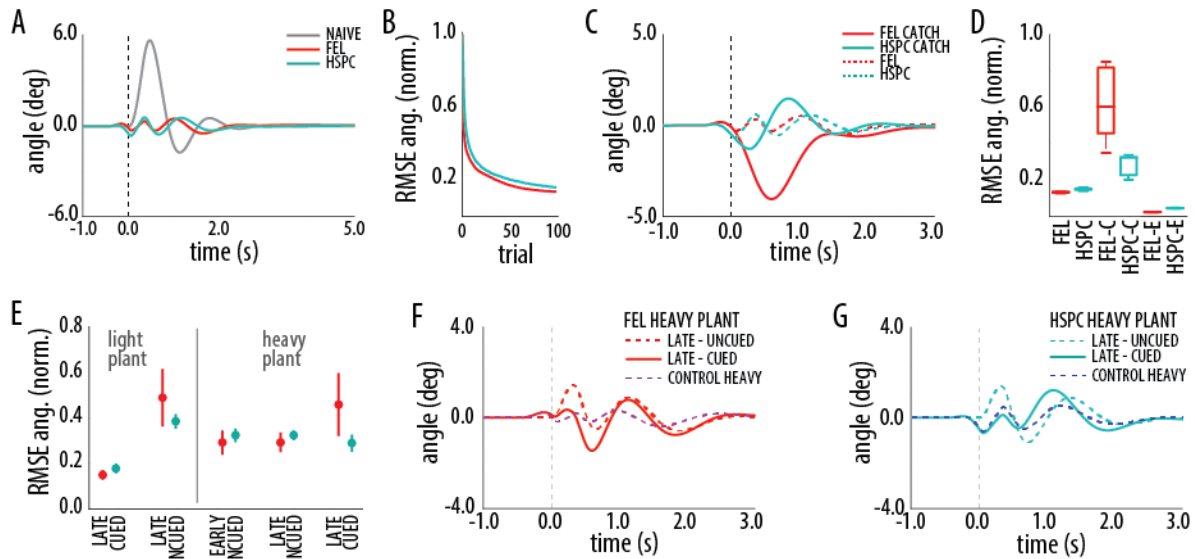 A
6.0
0.0
-6.0
angle (deg)
-1.0 0.0 2.0 5.0
time (s)
NAIVE
FEL
HSPC
B
1.0
0.6
0.2
RMSE ang. (norm.)
0 50 100
trial
C
5.0
0.0
-5.0
angle (deg)
-1.0 0.0 1.0 2.0 3.0
time (s)
FEL CATCH
HSPC CATCH
FEL
HSPC
D
1.0
0.6
0.2
RMSE ang. (norm.)
FEL
HSPC
FEL-C
HSPC-C
FEL-E
HSPC-E
E
0.8
0.6
0.4
0.2
0.0
RMSE ang. (norm.)
light
plant
heavy
plant
LATE
CUED
LATE
NCUED
EARLY
NCUED
LATE
NCUED
LATE
CUED
F
4.0
0.0
-4.0
angle (deg)
-1.0 0.0 1.0 2.0 3.0
time (s)
FEL HEAVY PLANT
LATE - UNCUED
LATE - CUED
CONTROL HEAVY
G
4.0
0.0
-4.0
angle (deg)
-1.0 0.0 1.0 2.0 3.0
time (s)
HSPC HEAVY PLANT
LATE - UNCUED
LATE - CUED
CONTROL HEAVY